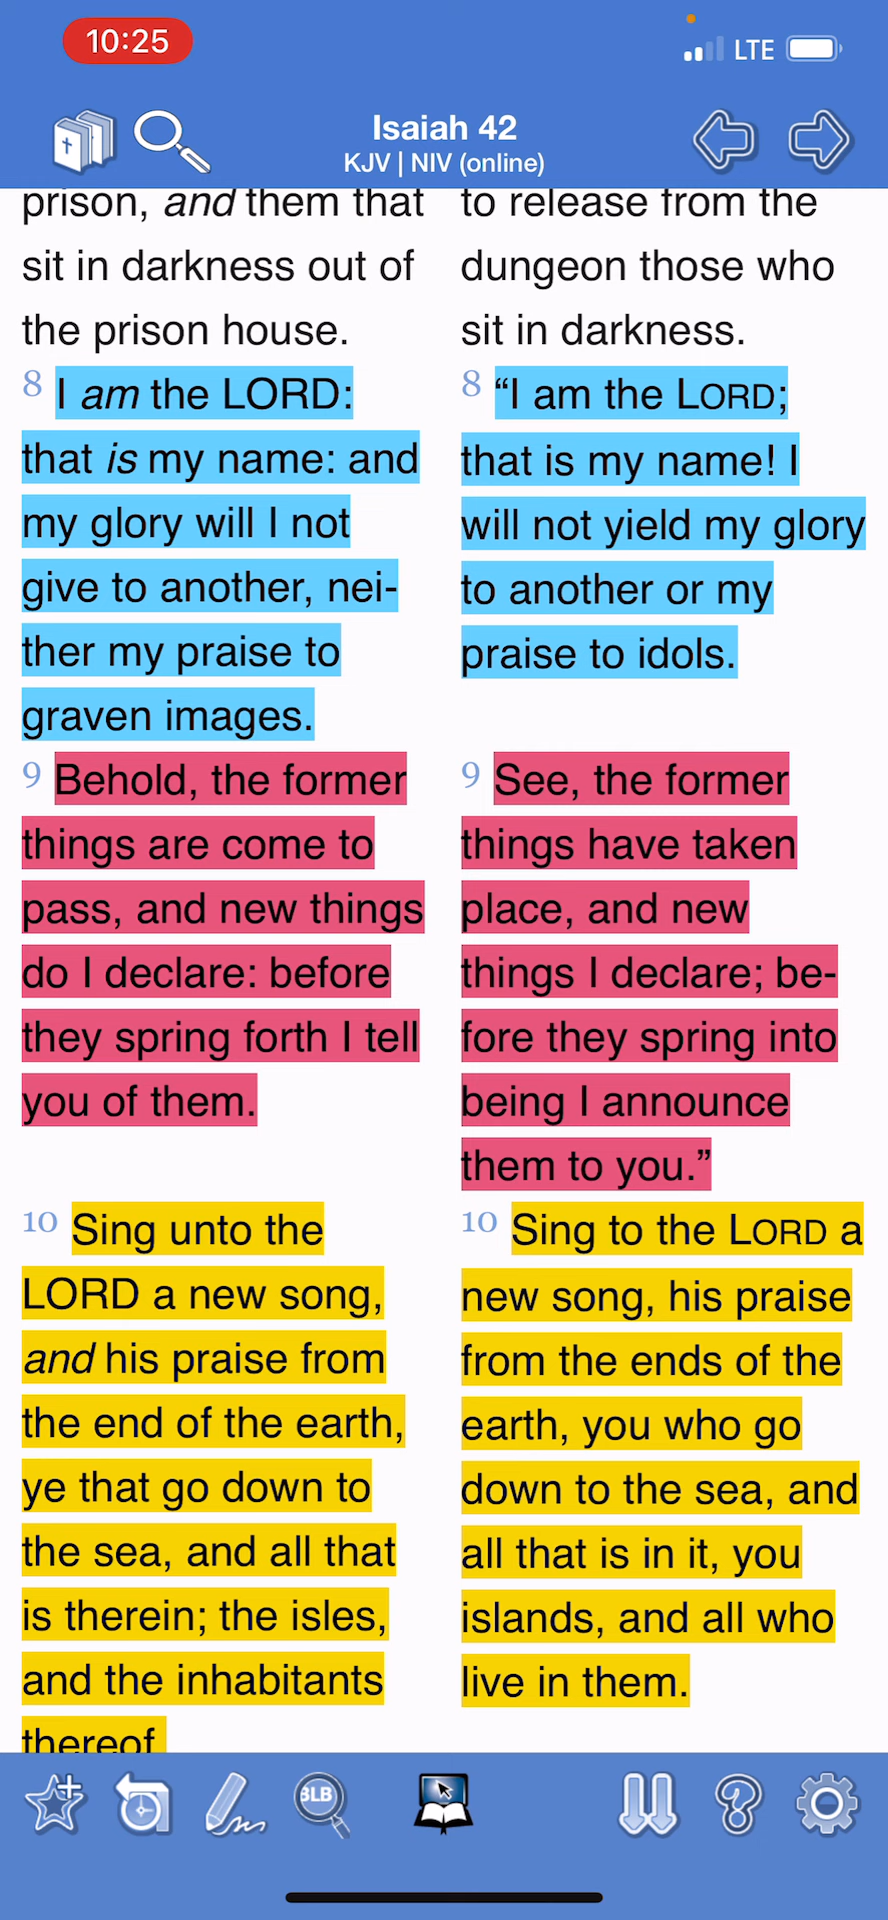 10:25
LTE
Isaiah 42
KJV | NIV (online)
prison, and them that
sit in darkness out of
the prison house.
8 I am the LORD:
that is my name: and
my glory will I not
give to another, nei-
ther my praise to
graven images.
9 Behold, the former
things are come to
pass, and new things
do I declare: before
they spring forth I tell
you of them.
10 Sing unto the
LORD a new song,
and his praise from
the end of the earth,
ye that go down to
the sea, and all that
is therein; the isles,
and the inhabitants
thereof.
to release from the
dungeon those who
sit in darkness.
8 “I am the LORD;
that is my name! I
will not yield my glory
to another or my
praise to idols.
9 See, the former
things have taken
place, and new
things I declare; be-
fore they spring into
being I announce
them to you.”
10 Sing to the LORD a
new song, his praise
from the ends of the
earth, you who go
down to the sea, and
all that is in it, you
islands, and all who
live in them.
BLB